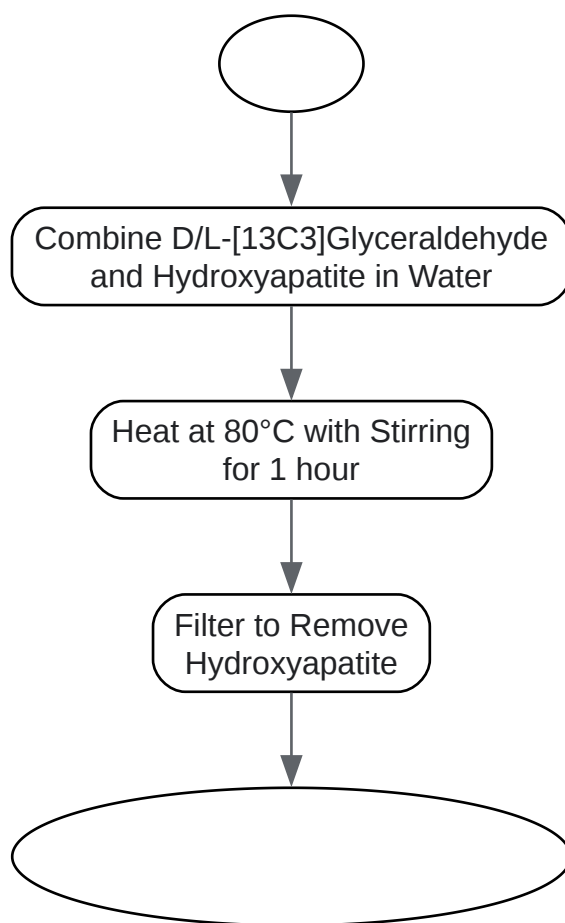 Combine D/L-[13C3]Glyceraldehyde
and Hydroxyapatite in Water
Heat at 80°C with Stirring
for 1 hour
Filter to Remove
Hydroxyapatite